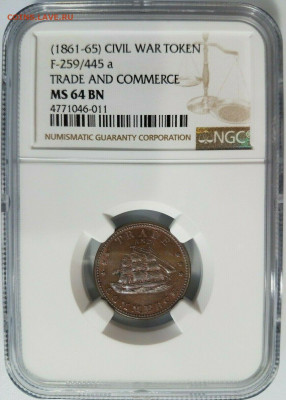 (1861-65) CIVIL WAR TOKEN
F-259/445 a
TRADE AND COMMERCE
MS 64 BN
4771046-011
NUMISMATIC GUARANTY CORPORATION
NGC
TRADE